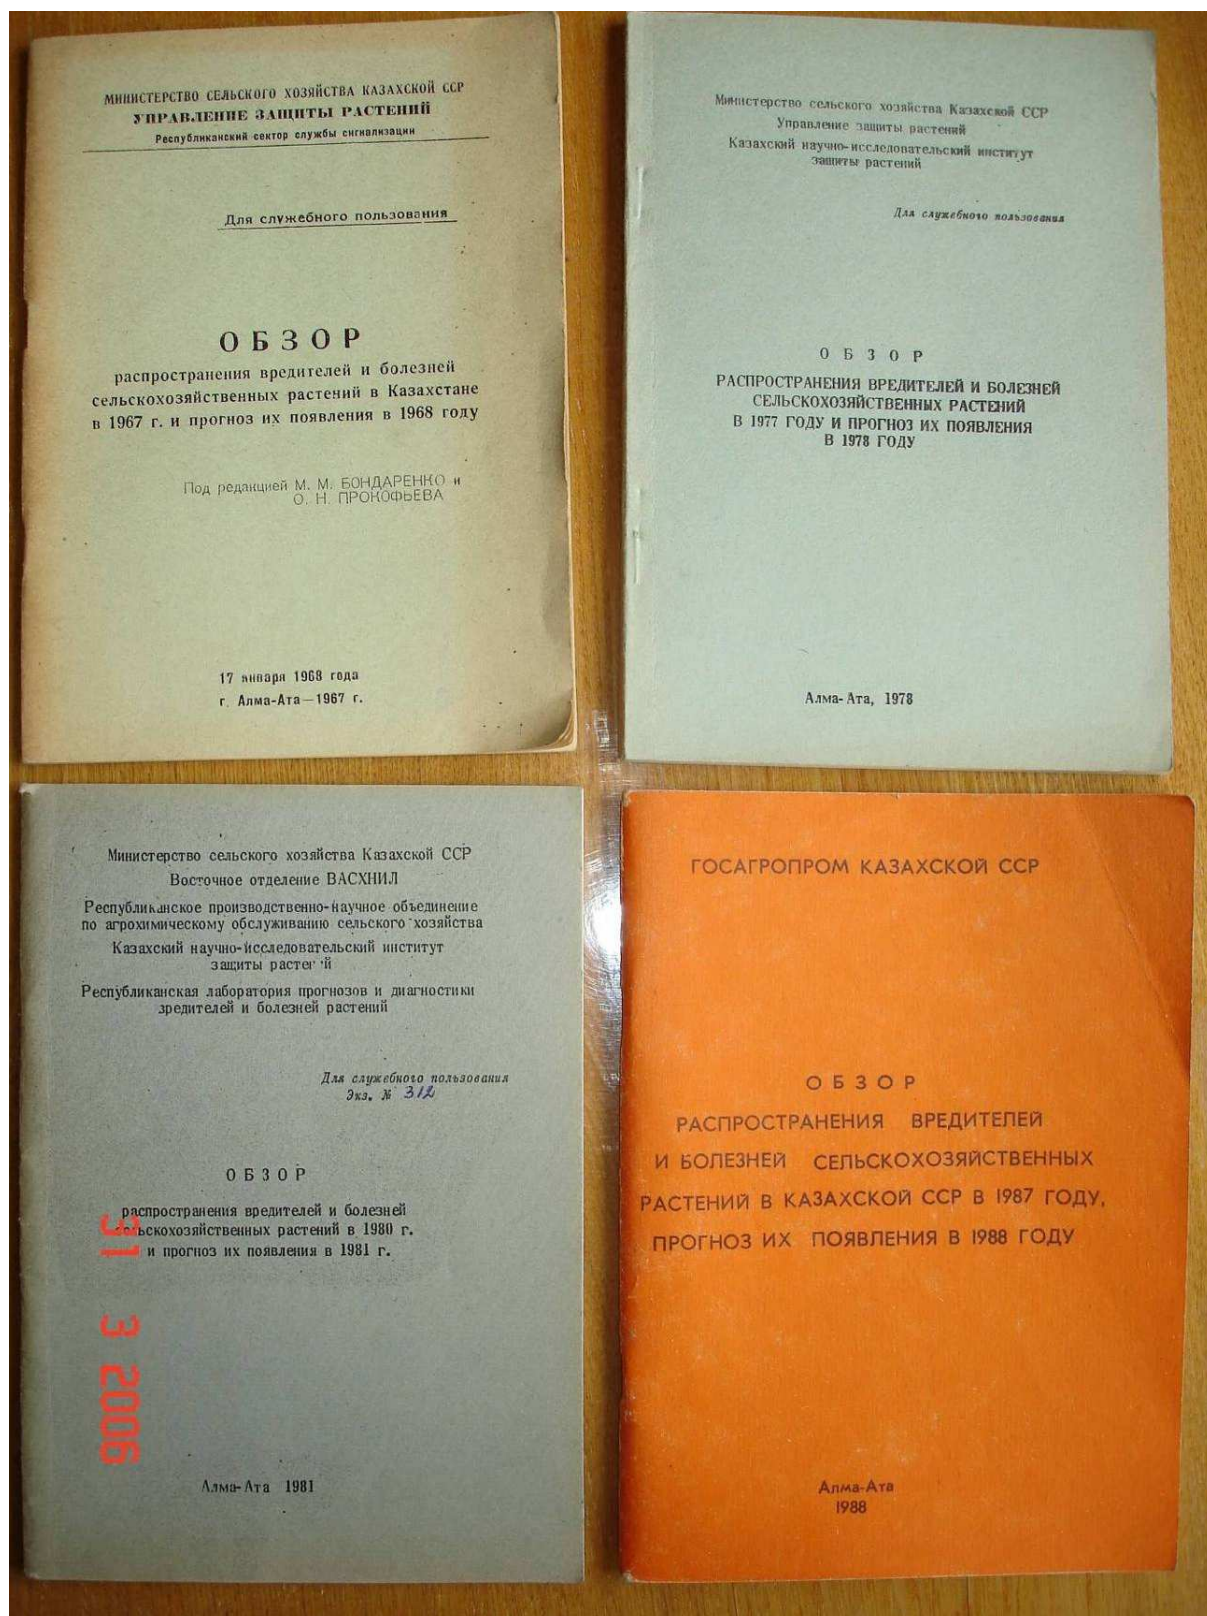 МИНИСТЕРСТВО СЕЛЬСКОГО ХОЗЯЙСТВА КАЗАХСКОЙ ССР
УПРАВЛЕНИЕ ЗАЩИТЫ РАСТЕНИЙ
Республиканский сектор службы сигнализации
Для служебного пользования
ОБЗОР
распространения вредителей и болезней
сельскохозяйственных растений в Казахстане
в 1967 г. и прогноз их появления в 1968 году
Под редакцией М. М. БОНДАРЕНКО и
О. Н. ПРОКОФЬЕВА
17 января 1968 года
г. Алма-Ата—1967 г.
Министерство сельского хозяйства Казахской ССР
Управление защиты растений
Казахский научно-исследовательский институт
защиты растений
Для служебного пользования
ОБЗОР
РАСПРОСТРАНЕНИЯ ВРЕДИТЕЛЕЙ И БОЛЕЗНЕЙ
СЕЛЬСКОХОЗЯЙСТВЕННЫХ РАСТЕНИЙ
В 1977 ГОДУ И ПРОГНОЗ ИХ ПОЯВЛЕНИЯ
В 1978 ГОДУ
Алма-Ата, 1978
Министерство сельского хозяйства Казахской ССР
Восточное отделение ВАСХНИЛ
Республиканское производственно-научное объединение
по агрохимическому обслуживанию сельского хозяйства
Казахский научно-исследовательский институт
защиты растений
Республиканская лаборатория прогнозов и диагностики
вредителей и болезней растений
Для служебного пользования
Экз. № 312
ОБЗОР
распространения вредителей и болезней
сельскохозяйственных растений в 1980 г.
и прогноз их появления в 1981 г.
Алма-Ата 1981
31 3 2006
ГОСАГРОПРОМ КАЗАХСКОЙ ССР
ОБЗОР
РАСПРОСТРАНЕНИЯ ВРЕДИТЕЛЕЙ
И БОЛЕЗНЕЙ СЕЛЬСКОХОЗЯЙСТВЕННЫХ
РАСТЕНИЙ В КАЗАХСКОЙ ССР В 1987 ГОДУ,
ПРОГНОЗ ИХ ПОЯВЛЕНИЯ В 1988 ГОДУ
Алма-Ата
1988